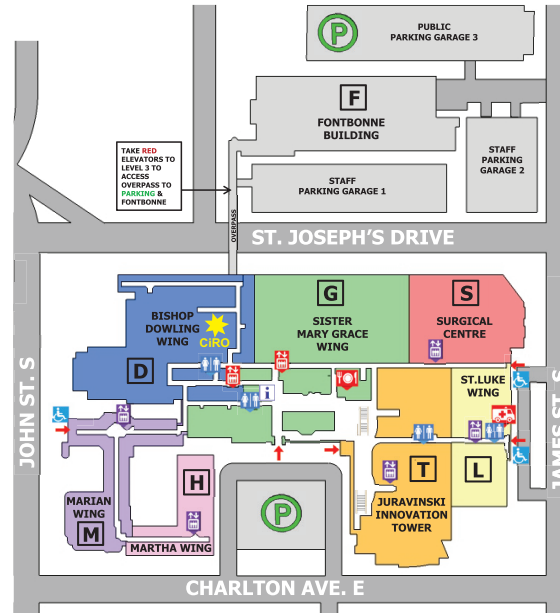 PUBLIC
PARKING GARAGE 3
P
F
FONTBONNE
BUILDING
STAFF
PARKING
GARAGE 2
TAKE RED
ELEVATORS TO
LEVEL 3 TO
ACCESS
OVERPASS TO
PARKING &
FONTBONNE
STAFF
PARKING GARAGE 1
OVERPASS
ST. JOSEPH'S DRIVE
JOHN ST. S
JAMES ST. S
BISHOP
DOWLING
WING
CiRO
D
G
SISTER
MARY GRACE
WING
S
SURGICAL
CENTRE
i
ST.LUKE
WING
L
T
JURAVINSKI
INNOVATION
TOWER
H
MARIAN
WING
M
MARTHA WING
P
CHARLTON AVE. E